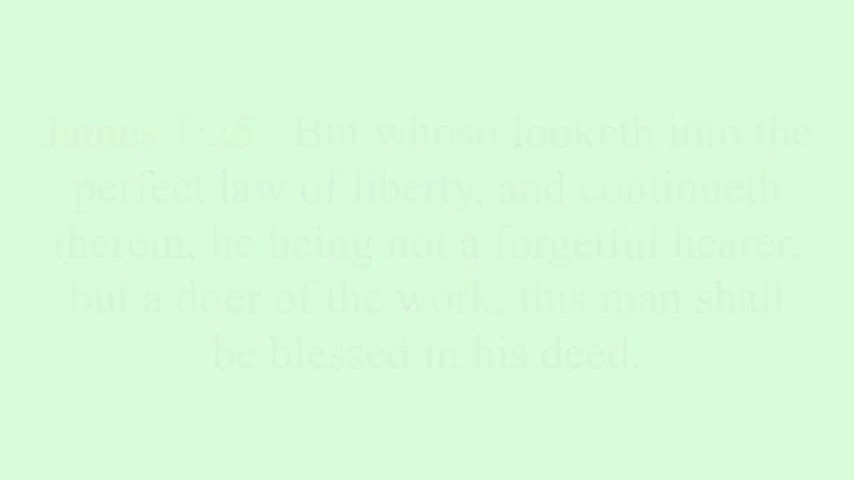 James 1:25 But whoso looketh into the
perfect law of liberty, and continueth
therein, he being not a forgetful hearer,
but a doer of the work, this man shall
be blessed in his deed.